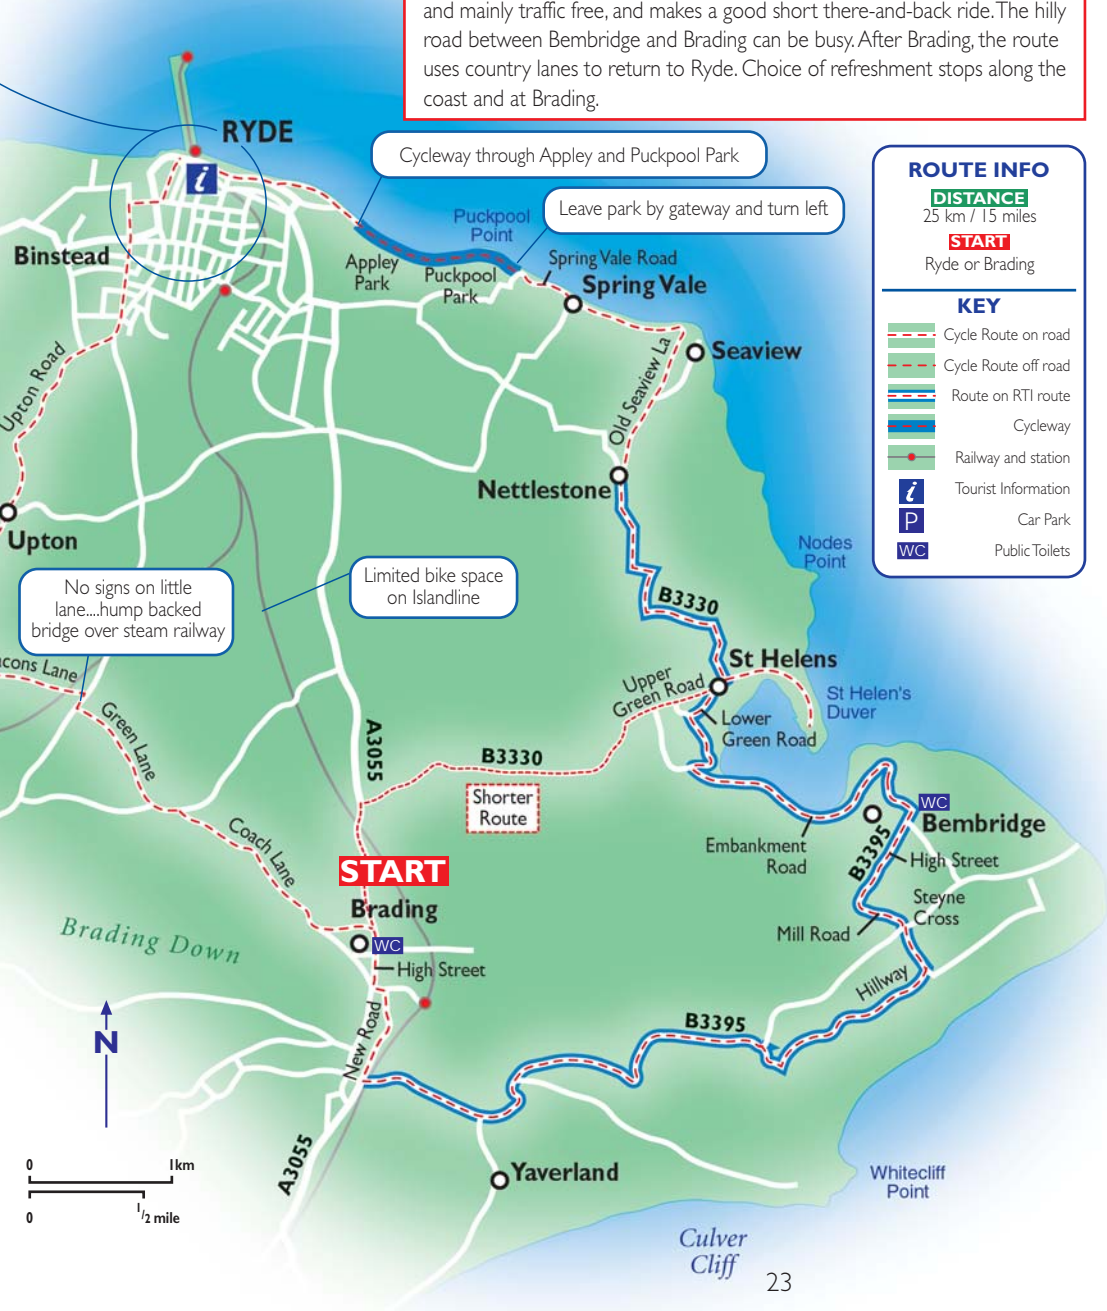 and mainly traffic free, and makes a good short there-and-back ride. The hilly
road between Bembridge and Brading can be busy. After Brading, the route
uses country lanes to return to Ryde. Choice of refreshment stops along the
coast and at Brading.
RYDE
i
Cycleway through Appley and Puckpool Park
Leave park by gateway and turn left
ROUTE INFO
DISTANCE
25 km / 15 miles
START
Ryde or Brading
KEY
Cycle Route on road
Cycle Route off road
Route on RTI route
Cycleway
Railway and station
i
Tourist Information
P
Car Park
WC
Public Toilets
Puckpool
Point
Binstead
Appley
Park
Puckpool
Park
Spring Vale Road
Spring Vale
Seaview
Old Seaview La
Upton Road
Nettlestone
Upton
Nodes
Point
No signs on little
lane....hump backed
bridge over steam railway
Limited bike space
on Islandline
B3330
St Helens
Upper
Green Road
St Helen's
Duver
Lower
Green Road
cons Lane
Green Lane
A3055
B3330
Shorter
Route
WC
Bembridge
Embankment
Road
B3395
High Street
Steyne
Cross
Mill Road
Coach Lane
START
Brading
WC
High Street
Brading Down
Hillway
New Road
B3395
N
A3055
0
1km
0
1/2 mile
Yaverland
Whitecliff
Point
Culver
Cliff
23